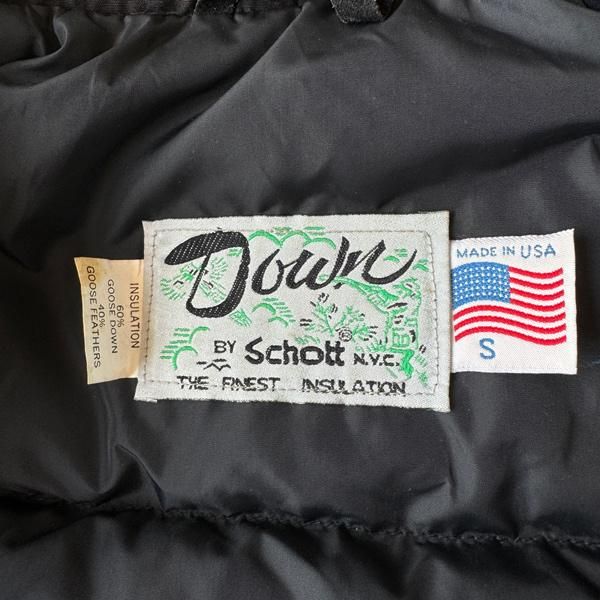 INSULATION
60%
GOOSE DOWN
40%
GOOSE FEATHERS
Down
BY Schott N.Y.C.
THE FINEST INSULATION
MADE IN USA
S